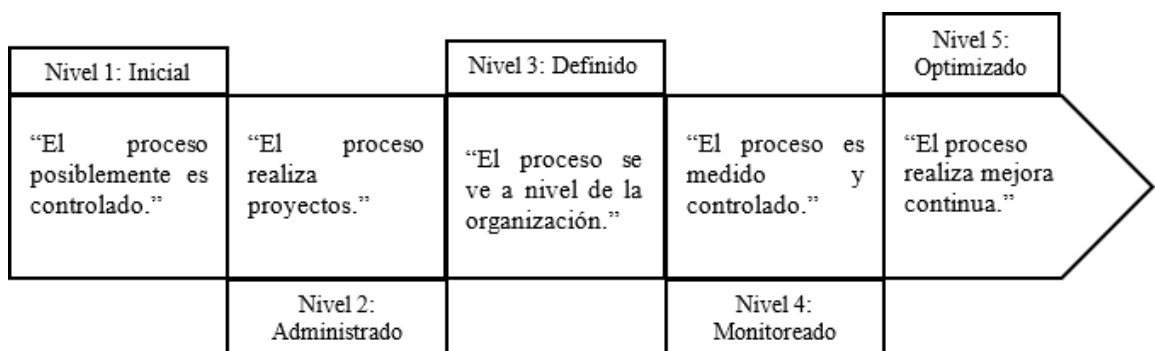 Nivel 1: Inicial
“El proceso
posiblemente es
controlado.”
“El proceso
realiza
proyectos.”
Nivel 2:
Administrado
Nivel 3: Definido
“El proceso se
ve a nivel de la
organización.”
“El proceso es
medido y
controlado.”
Nivel 4:
Monitoreado
Nivel 5:
Optimizado
“El proceso
realiza mejora
continua.”